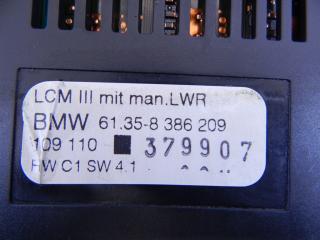 LCM III mit man.LWR
BMW 61.35-8 386 209
109 110 379907
HW C1 SW 4.1